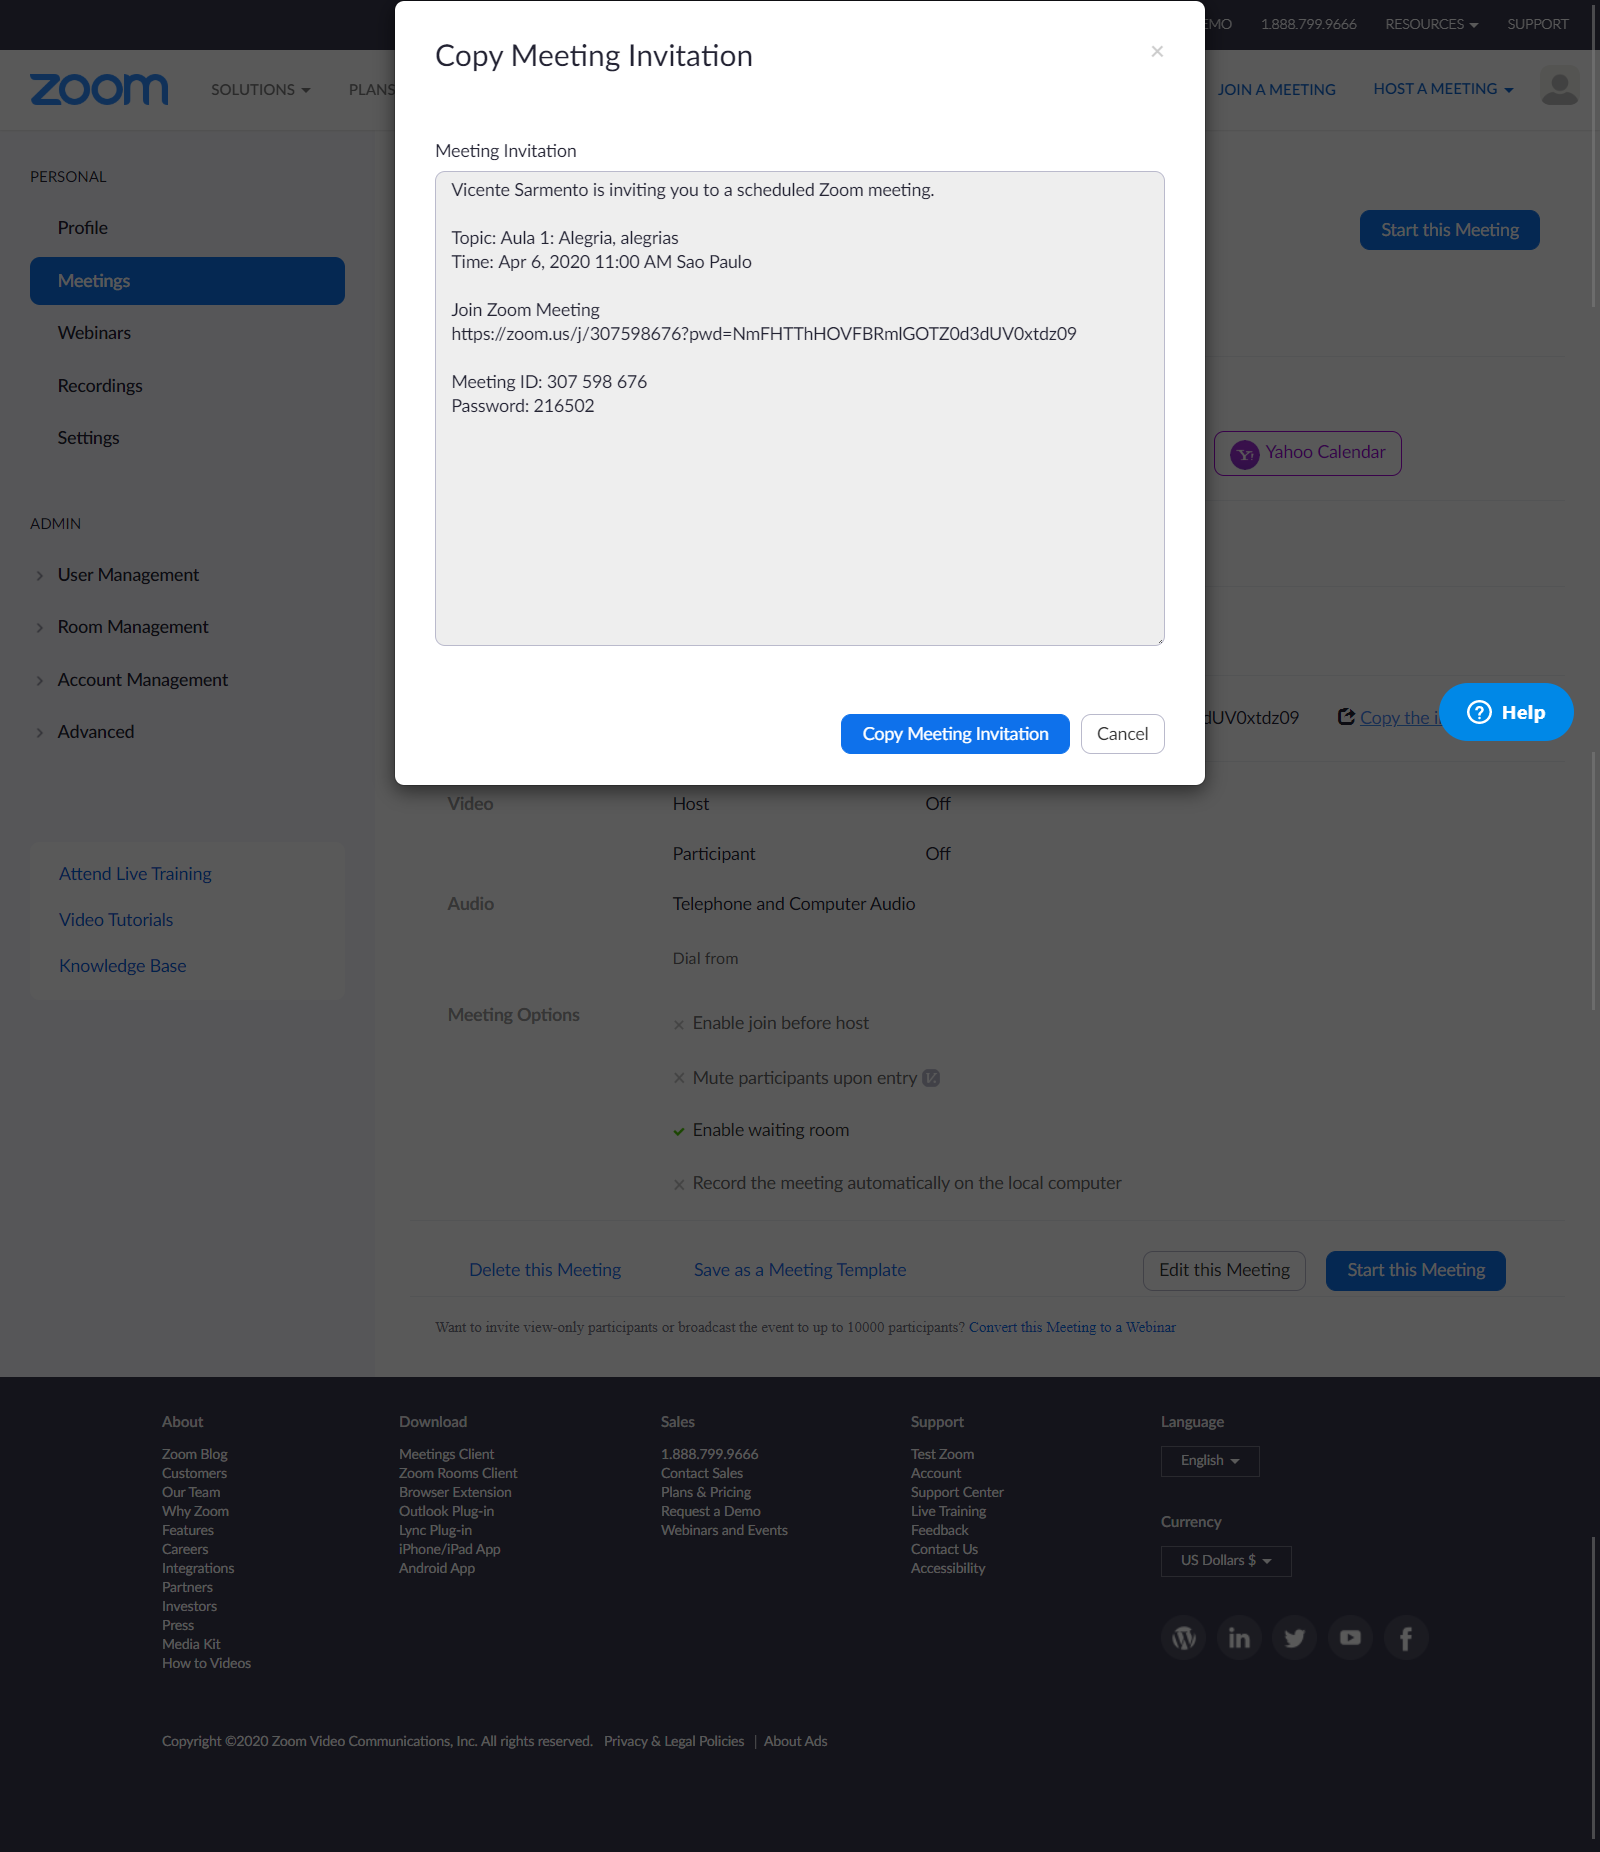 EMO
1.888.799.9666
RESOURCES
SUPPORT
zoom
SOLUTIONS
PLANS
JOIN A MEETING
HOST A MEETING
Copy Meeting Invitation
×
Meeting Invitation
Vicente Sarmento is inviting you to a scheduled Zoom meeting.
Topic: Aula 1: Alegria, alegrias
Time: Apr 6, 2020 11:00 AM Sao Paulo
Join Zoom Meeting
https://zoom.us/j/307598676?pwd=NmFHTThHOVFBRmlGOTZ0d3dUV0xtdz09
Meeting ID: 307 598 676
Password: 216502
Copy Meeting Invitation
Cancel
PERSONAL
Profile
Meetings
Webinars
Recordings
Settings
ADMIN
User Management
Room Management
Account Management
Advanced
Attend Live Training
Video Tutorials
Knowledge Base
Start this Meeting
Yahoo Calendar
dUV0xtdz09
Copy the i
Help
Video
Host
Off
Participant
Off
Audio
Telephone and Computer Audio
Dial from
Meeting Options
Enable join before host
Mute participants upon entry
Enable waiting room
Record the meeting automatically on the local computer
Delete this Meeting
Save as a Meeting Template
Edit this Meeting
Start this Meeting
Want to invite view-only participants or broadcast the event to up to 10000 participants? Convert this Meeting to a Webinar
About
Zoom Blog
Customers
Our Team
Why Zoom
Features
Careers
Integrations
Partners
Investors
Press
Media Kit
How to Videos
Download
Meetings Client
Zoom Rooms Client
Browser Extension
Outlook Plug-in
Lync Plug-in
iPhone/iPad App
Android App
Sales
1.888.799.9666
Contact Sales
Plans & Pricing
Request a Demo
Webinars and Events
Support
Test Zoom
Account
Support Center
Live Training
Feedback
Contact Us
Accessibility
Language
English
Currency
US Dollars $
Copyright ©2020 Zoom Video Communications, Inc. All rights reserved. Privacy & Legal Policies | About Ads